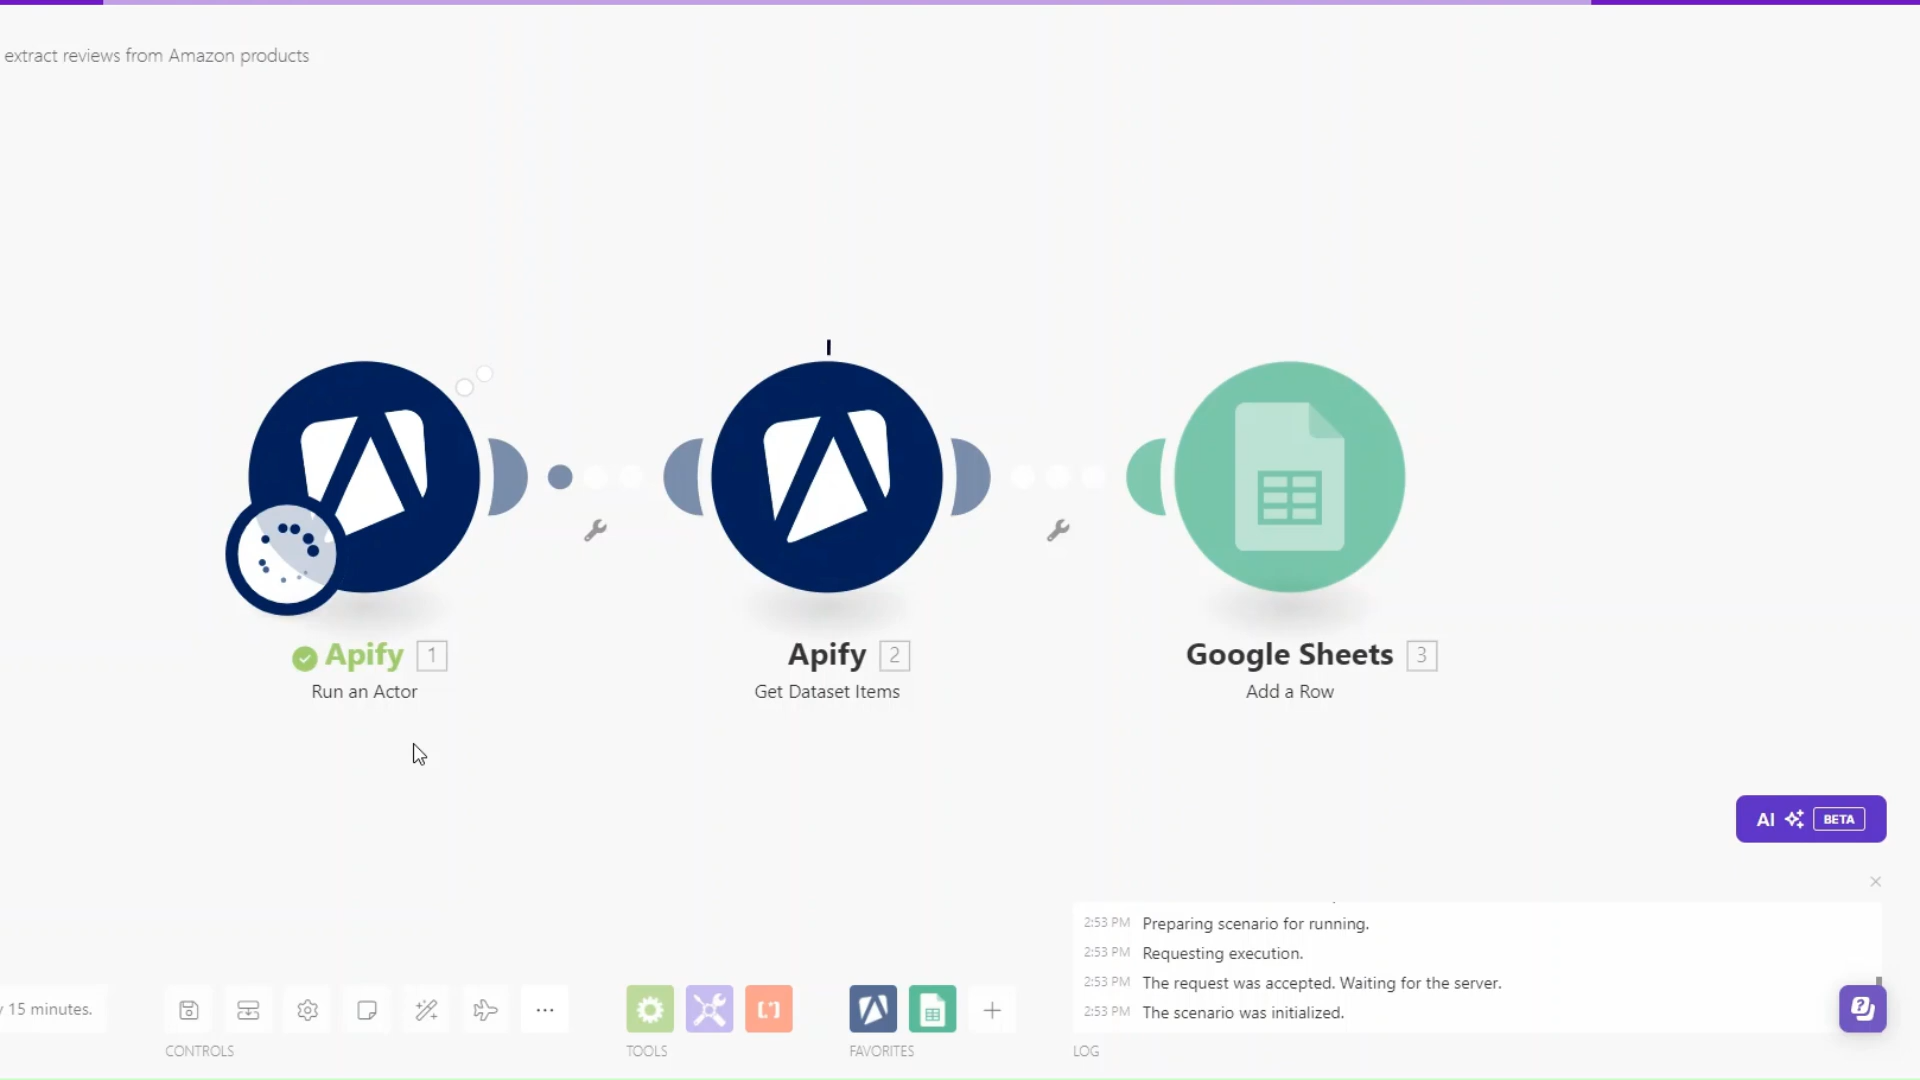 extract reviews from Amazon products
Apify 1
Run an Actor
Apify 2
Get Dataset Items
Google Sheets 3
Add a Row
AI BETA
2:53 PM Preparing scenario for running.
2:53 PM Requesting execution.
2:53 PM The request was accepted. Waiting for the server.
2:53 PM The scenario was initialized.
15 minutes.
CONTROLS
TOOLS
FAVORITES
LOG